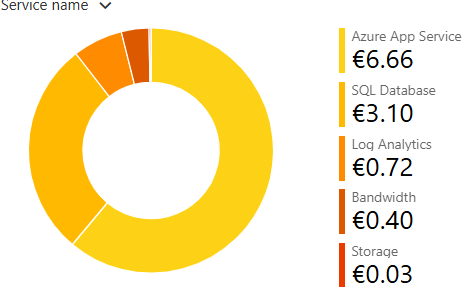 Service name
Azure App Service
€6.66
SQL Database
€3.10
Log Analytics
€0.72
Bandwidth
€0.40
Storage
€0.03